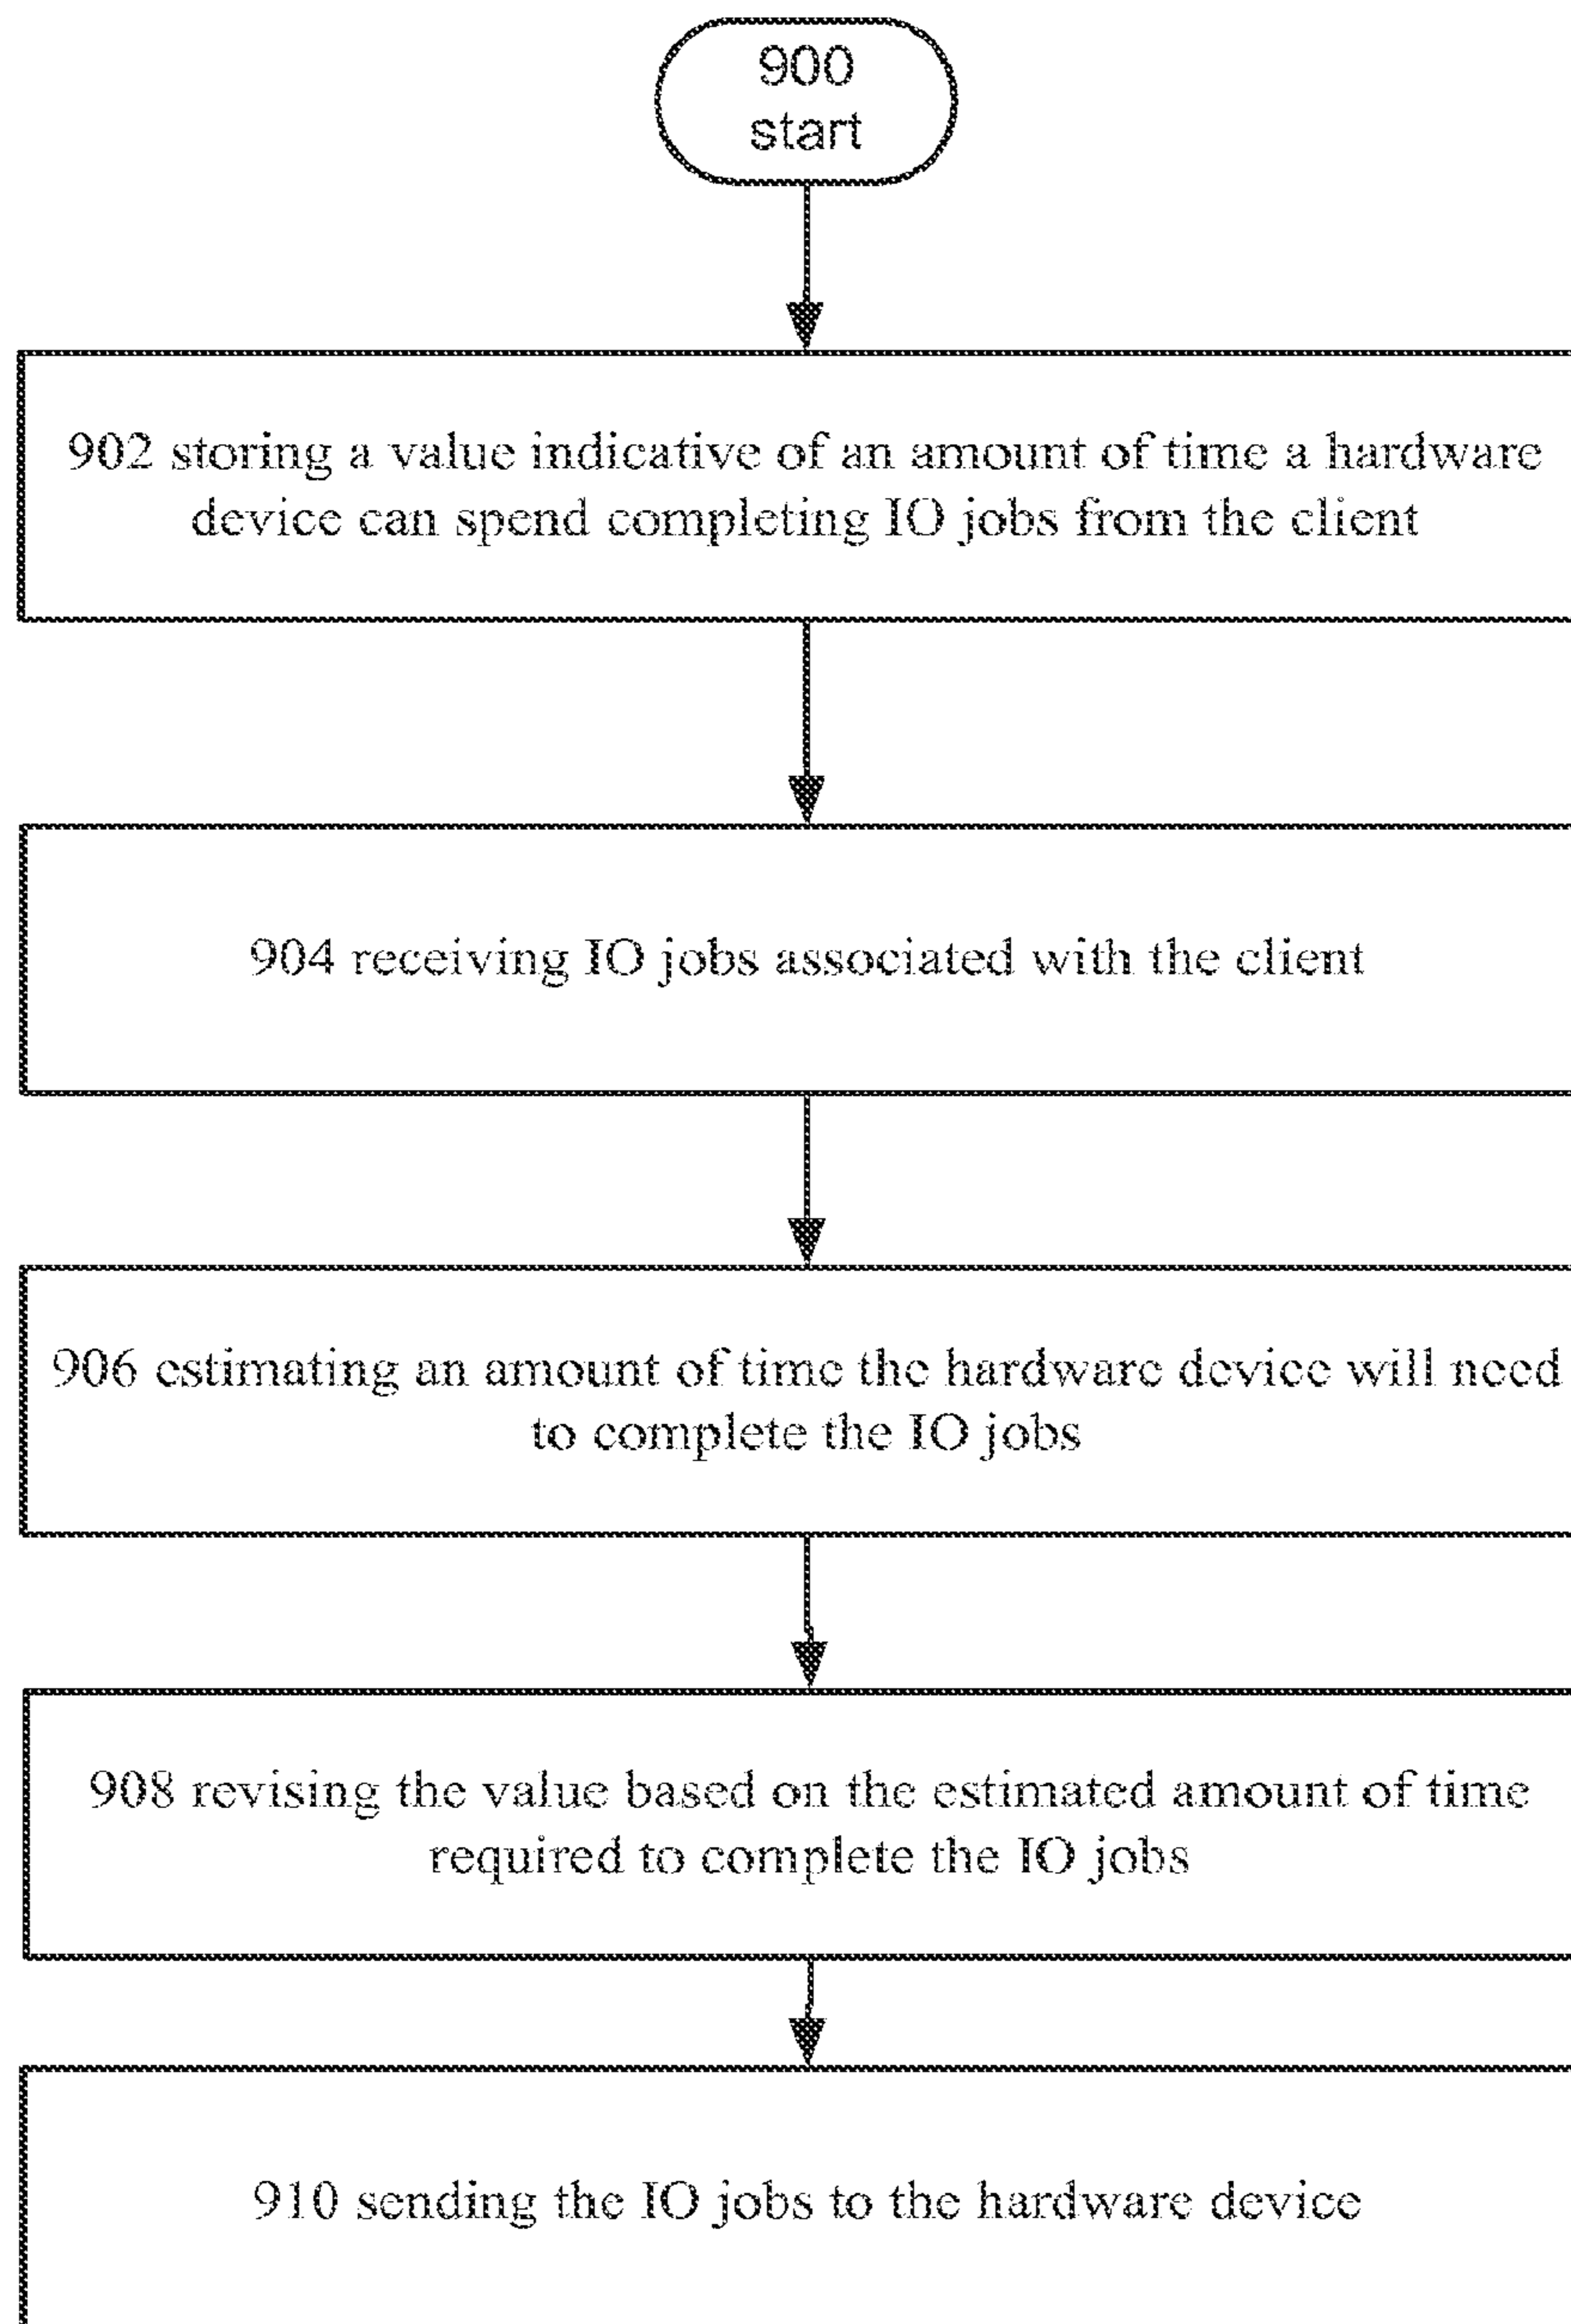 900
start
902 storing a value indicative of an amount of time a hardware
device can spend completing IO jobs from the client
904 receiving IO jobs associated with the client
906 estimating an amount of time the hardware device will need
to complete the IO jobs
908 revising the value based on the estimated amount of time
required to complete the IO jobs
910 sending the IO jobs to the hardware device